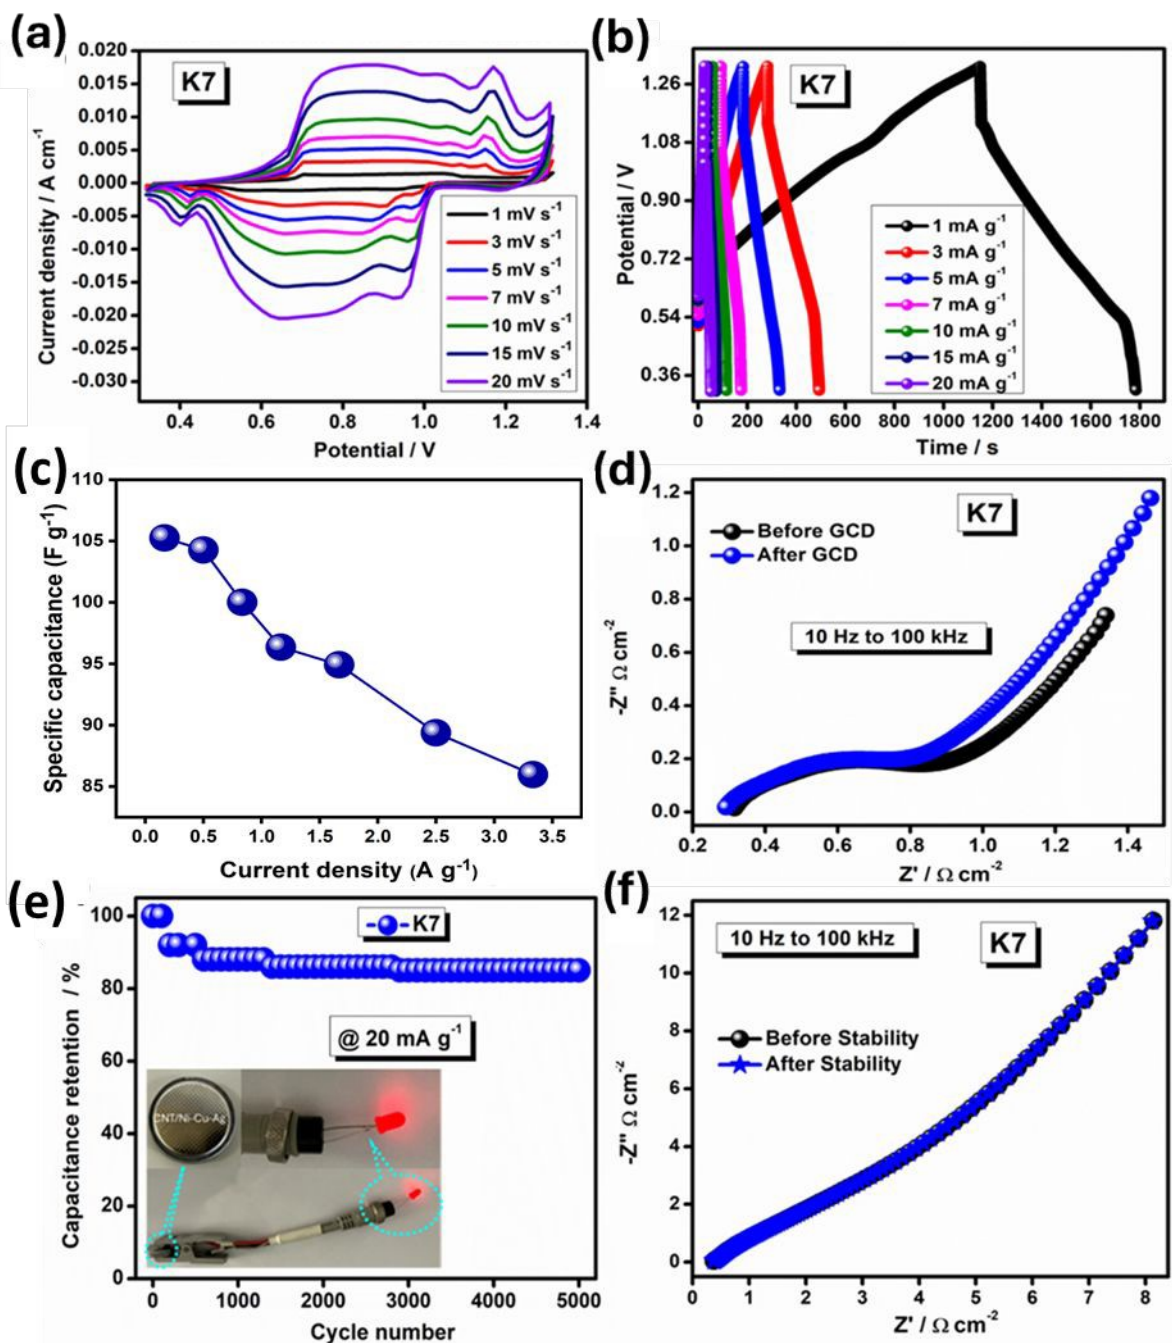 (a)
K7
0.020
0.015
0.010
0.005
0.000
-0.005
-0.010
-0.015
-0.020
-0.025
-0.030
Current density / A cm⁻¹
1 mV s⁻¹
3 mV s⁻¹
5 mV s⁻¹
7 mV s⁻¹
10 mV s⁻¹
15 mV s⁻¹
20 mV s⁻¹
0.4 0.6 0.8 1.0 1.2 1.4
Potential / V
(b)
K7
1.26
1.08
0.90
0.72
0.54
0.36
Potential / V
1 mA g⁻¹
3 mA g⁻¹
5 mA g⁻¹
7 mA g⁻¹
10 mA g⁻¹
15 mA g⁻¹
20 mA g⁻¹
0 200 400 600 800 1000 1200 1400 1600 1800
Time / s
(c)
110
105
100
95
90
85
Specific capacitance (F g⁻¹)
0.0 0.5 1.0 1.5 2.0 2.5 3.0 3.5
Current density (A g⁻¹)
(d)
K7
1.2
1.0
0.8
0.6
0.4
0.2
0.0
-Z" Ω cm⁻²
Before GCD
After GCD
10 Hz to 100 kHz
0.2 0.4 0.6 0.8 1.0 1.2 1.4
Z' / Ω cm⁻²
(e)
K7
100
80
60
40
20
0
Capacitance retention / %
@ 20 mA g⁻¹
CNT/Ni-Cu-Ag
0 1000 2000 3000 4000 5000
Cycle number
(f)
10 Hz to 100 kHz
K7
12
10
8
6
4
2
0
-Z" Ω cm⁻²
Before Stability
After Stability
0 1 2 3 4 5 6 7 8
Z' / Ω cm⁻²